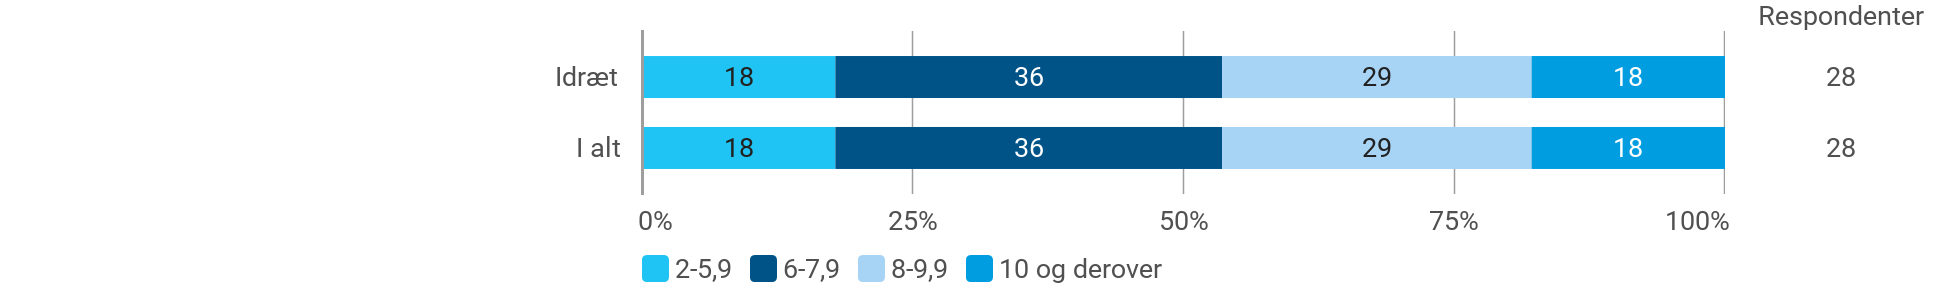 Respondenter
Idræt 18 36 29 18 28
I alt 18 36 29 18 28
0% 25% 50% 75% 100%
2-5,9 6-7,9 8-9,9 10 og derover